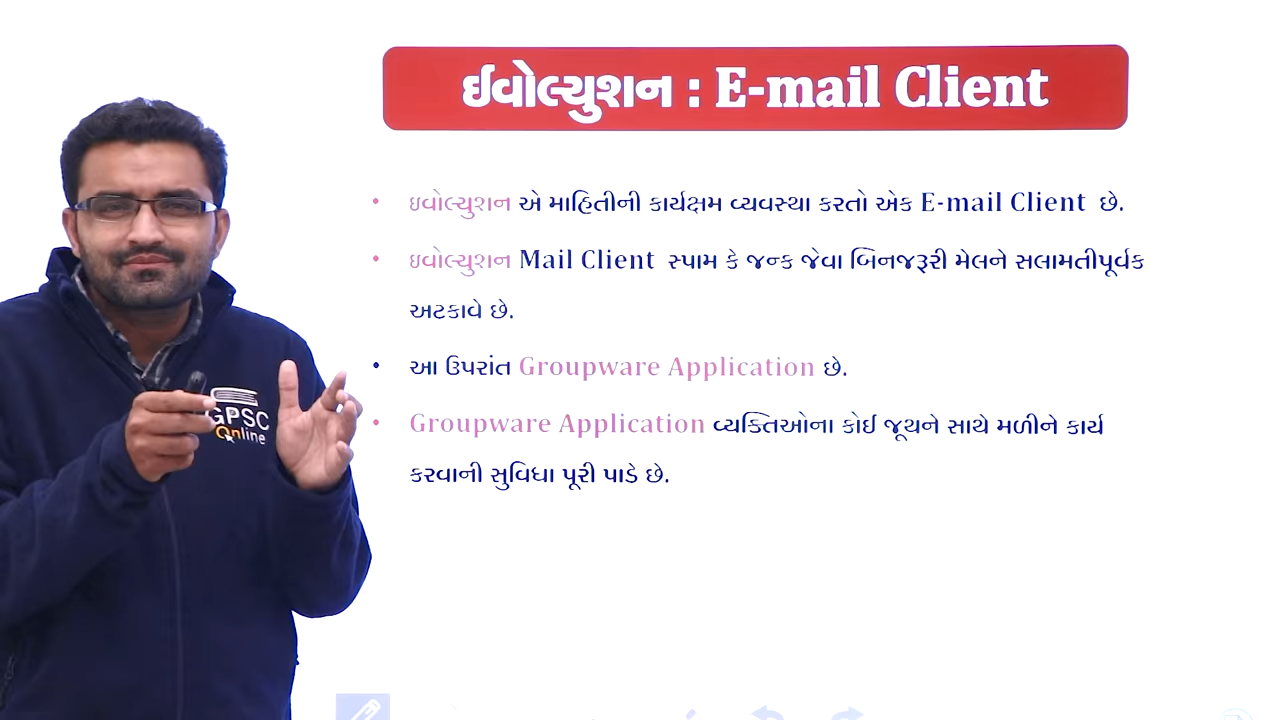 ઈવોલ્યુશન : E-mail Client
• ઇવોલ્યુશન એ માહિતીની કાર્યક્ષમ વ્યવસ્થા કરતો એક E-mail Client છે.
• ઇવોલ્યુશન Mail Client સ્પામ કે જન્ક જેવા બિનજરૂરી મેલને સલામતીપૂર્વક
અટકાવે છે.
• આ ઉપરાંત Groupware Application છે.
• Groupware Application વ્યક્તિઓના કોઈ જૂથને સાથે મળીને કાર્ય
કરવાની સુવિધા પૂરી પાડે છે.
GPSC
Online